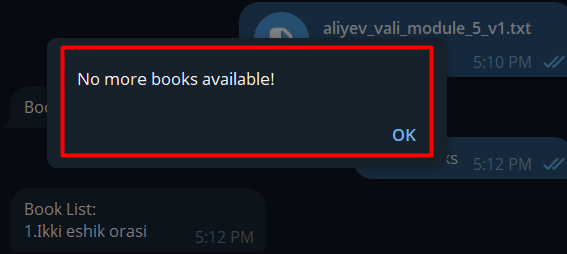 aliyev_vali_module_5_v1.txt
5:10 PM
No more books available!
OK
5:12 PM
Book List:
1.Ikki eshik orasi
5:12 PM